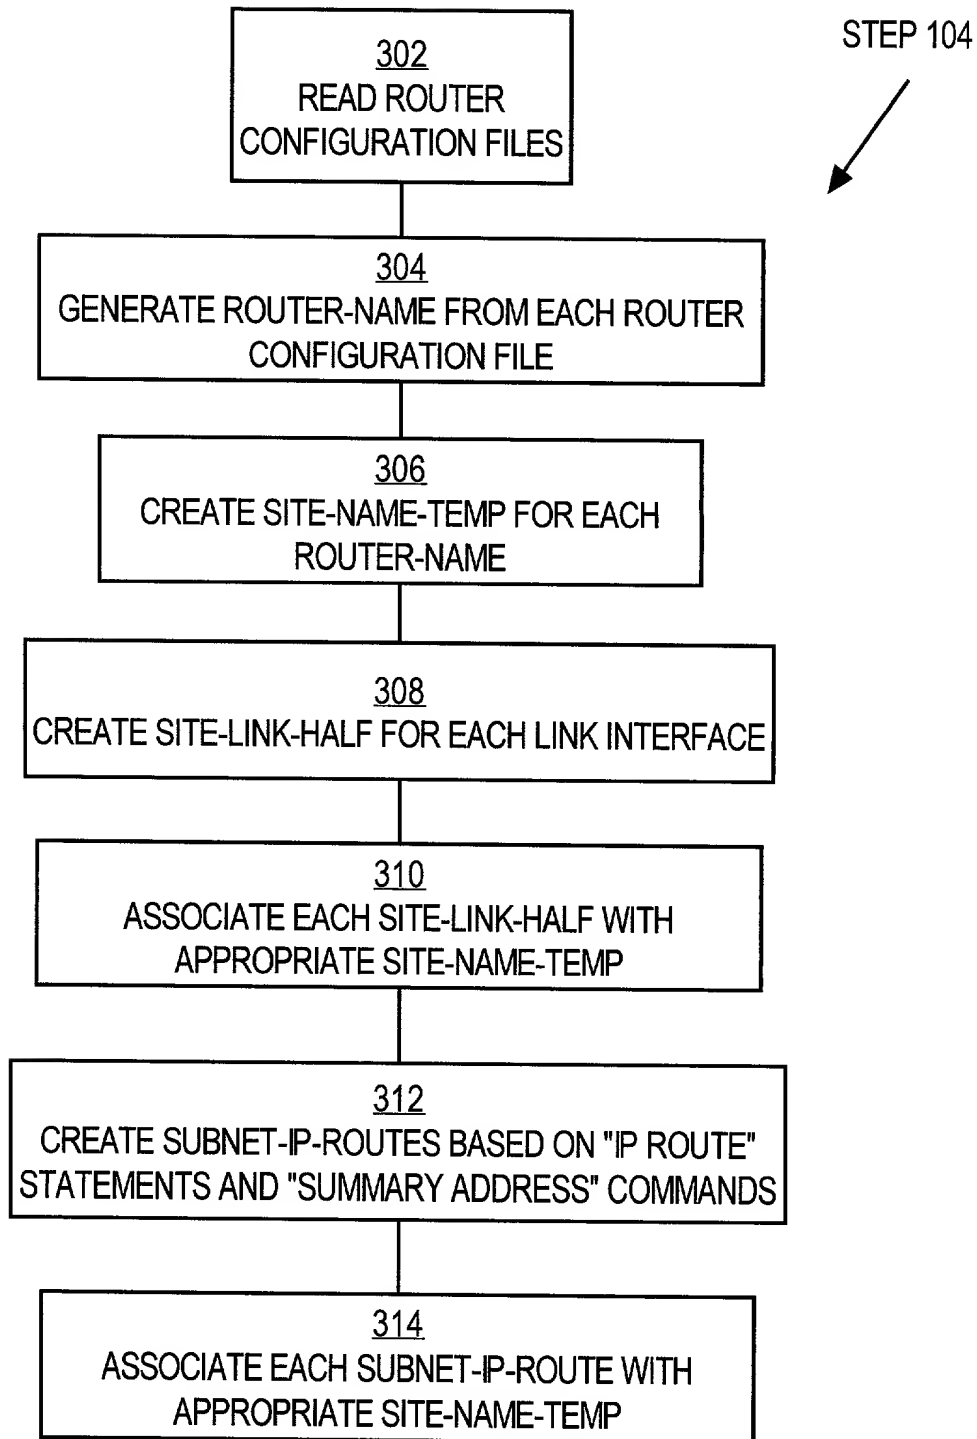 STEP 104
302
READ ROUTER
CONFIGURATION FILES
304
GENERATE ROUTER-NAME FROM EACH ROUTER
CONFIGURATION FILE
306
CREATE SITE-NAME-TEMP FOR EACH
ROUTER-NAME
308
CREATE SITE-LINK-HALF FOR EACH LINK INTERFACE
310
ASSOCIATE EACH SITE-LINK-HALF WITH
APPROPRIATE SITE-NAME-TEMP
312
CREATE SUBNET-IP-ROUTES BASED ON "IP ROUTE"
STATEMENTS AND "SUMMARY ADDRESS" COMMANDS
314
ASSOCIATE EACH SUBNET-IP-ROUTE WITH
APPROPRIATE SITE-NAME-TEMP